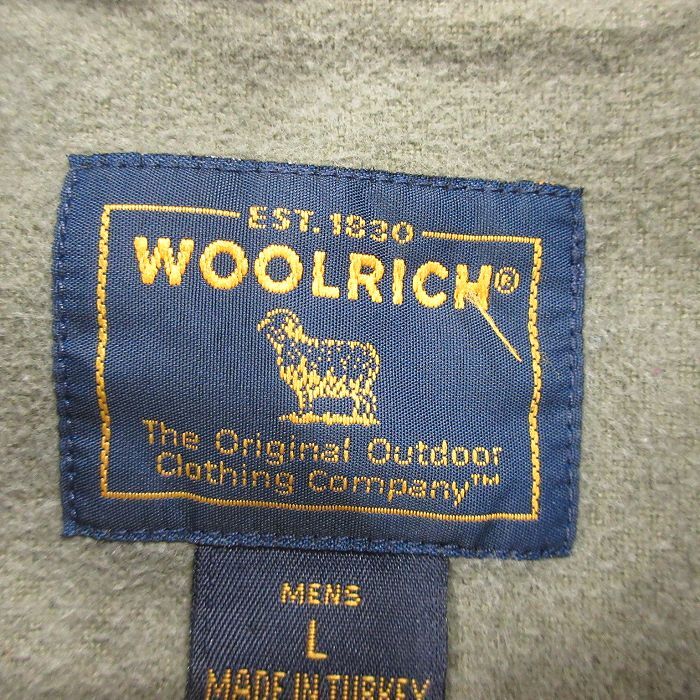 EST. 1830
WOOLRICH®
The Original Outdoor
Clothing Company™
MENS
L
MADE IN TURKEY